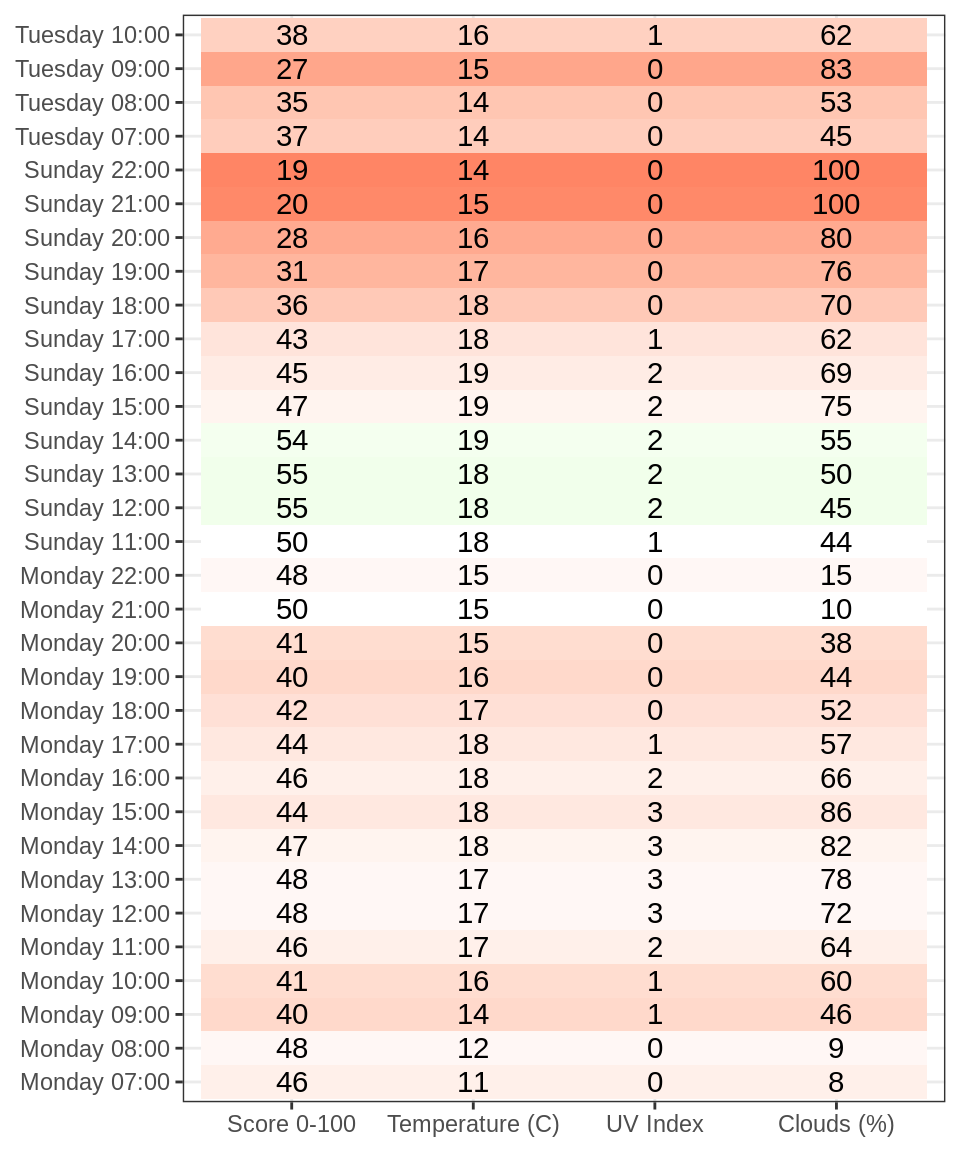 Tuesday 10:00 38 16 1 62
Tuesday 09:00 27 15 0 83
Tuesday 08:00 35 14 0 53
Tuesday 07:00 37 14 0 45
Sunday 22:00 19 14 0 100
Sunday 21:00 20 15 0 100
Sunday 20:00 28 16 0 80
Sunday 19:00 31 17 0 76
Sunday 18:00 36 18 0 70
Sunday 17:00 43 18 1 62
Sunday 16:00 45 19 2 69
Sunday 15:00 47 19 2 75
Sunday 14:00 54 19 2 55
Sunday 13:00 55 18 2 50
Sunday 12:00 55 18 2 45
Sunday 11:00 50 18 1 44
Monday 22:00 48 15 0 15
Monday 21:00 50 15 0 10
Monday 20:00 41 15 0 38
Monday 19:00 40 16 0 44
Monday 18:00 42 17 0 52
Monday 17:00 44 18 1 57
Monday 16:00 46 18 2 66
Monday 15:00 44 18 3 86
Monday 14:00 47 18 3 82
Monday 13:00 48 17 3 78
Monday 12:00 48 17 3 72
Monday 11:00 46 17 2 64
Monday 10:00 41 16 1 60
Monday 09:00 40 14 1 46
Monday 08:00 48 12 0 9
Monday 07:00 46 11 0 8
Score 0-100 Temperature (C) UV Index Clouds (%)